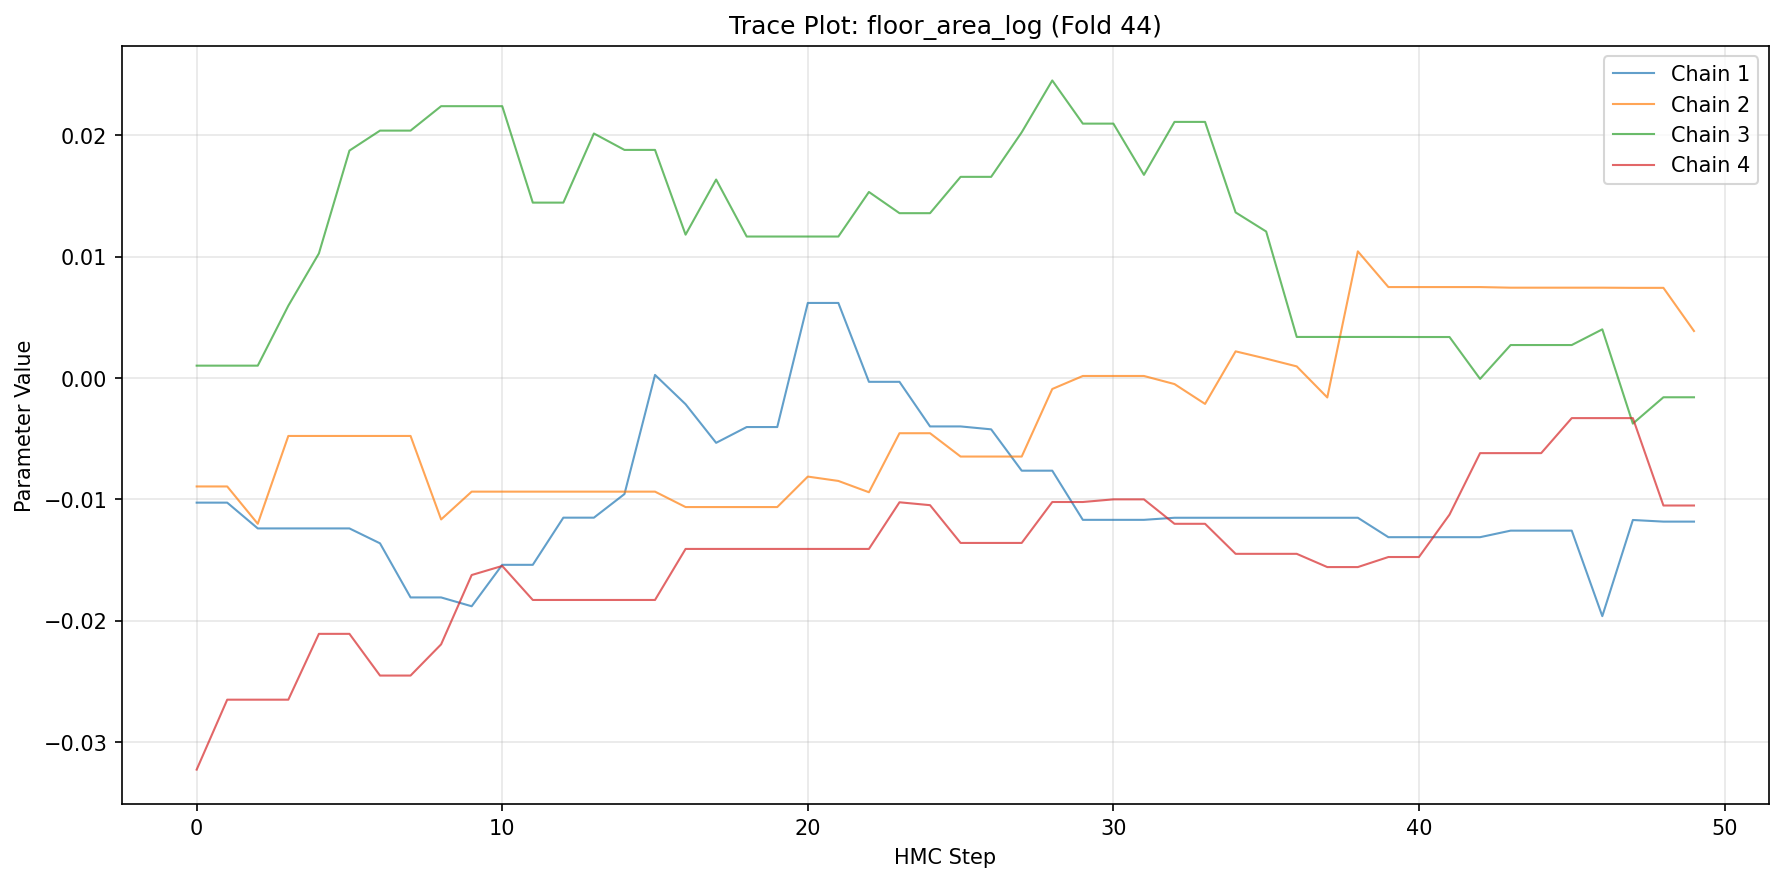 Trace Plot: floor_area_log (Fold 44)
Chain 1
Chain 2
Chain 3
Chain 4
Parameter Value
0.02
0.01
0.00
−0.01
−0.02
−0.03
0 10 20 30 40 50
HMC Step